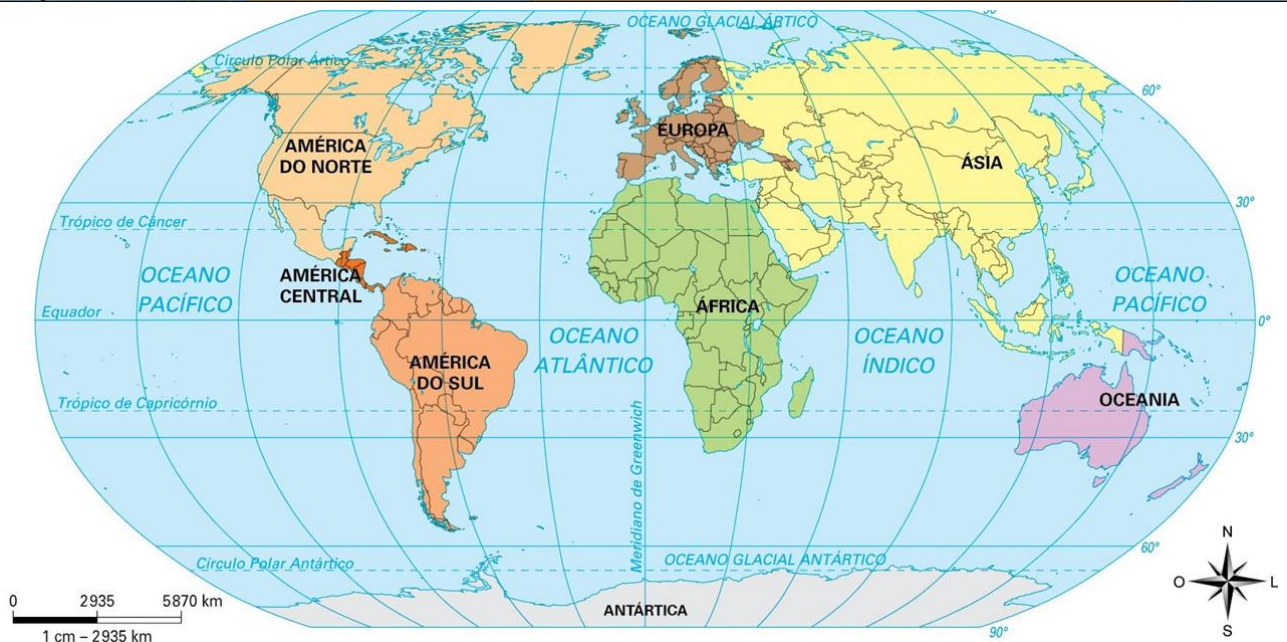 OCEANO GLACIAL ÁRTICO
Círculo Polar Ártico
60°
EUROPA
AMÉRICA
DO NORTE
ÁSIA
30°
Trópico de Câncer
OCEANO
PACÍFICO
AMÉRICA
CENTRAL
OCEANO
PACÍFICO
ÁFRICA
Equador
0°
OCEANO
ATLÂNTICO
OCEANO
ÍNDICO
AMÉRICA
DO SUL
Trópico de Capricórnio
OCEANIA
30°
Meridiano de Greenwich
60°
Círculo Polar Antártico
OCEANO GLACIAL ANTÁRTICO
ANTÁRTICA
90°
0 2935 5870 km
1 cm – 2935 km
N
O L
S